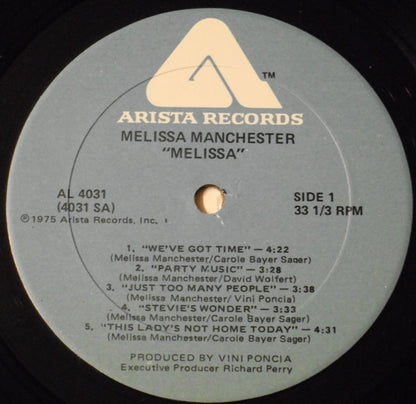 TM
ARISTA RECORDS
MELISSA MANCHESTER
"MELISSA"
AL 4031
(4031 SA)
℗1975 Arista Records, Inc.
SIDE 1
33 1/3 RPM
1. "WE'VE GOT TIME" — 4:22
(Melissa Manchester/Carole Bayer Sager)
2. "PARTY MUSIC" — 3:28
(Melissa Manchester/David Wolfert)
3. "JUST TOO MANY PEOPLE" — 3:38
(Melissa Manchester/ Vini Poncia)
4. "STEVIE'S WONDER" — 3:33
(Melissa Manchester/Carole Bayer Sager)
5. "THIS LADY'S NOT HOME TODAY" — 4:31
(Melissa Manchester/Carole Bayer Sager)
PRODUCED BY VINI PONCIA
Executive Producer Richard Perry